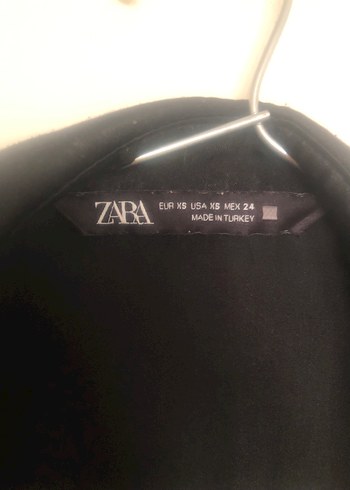 ZARA
EUR XS USA XS MEX 24
MADE IN TURKEY